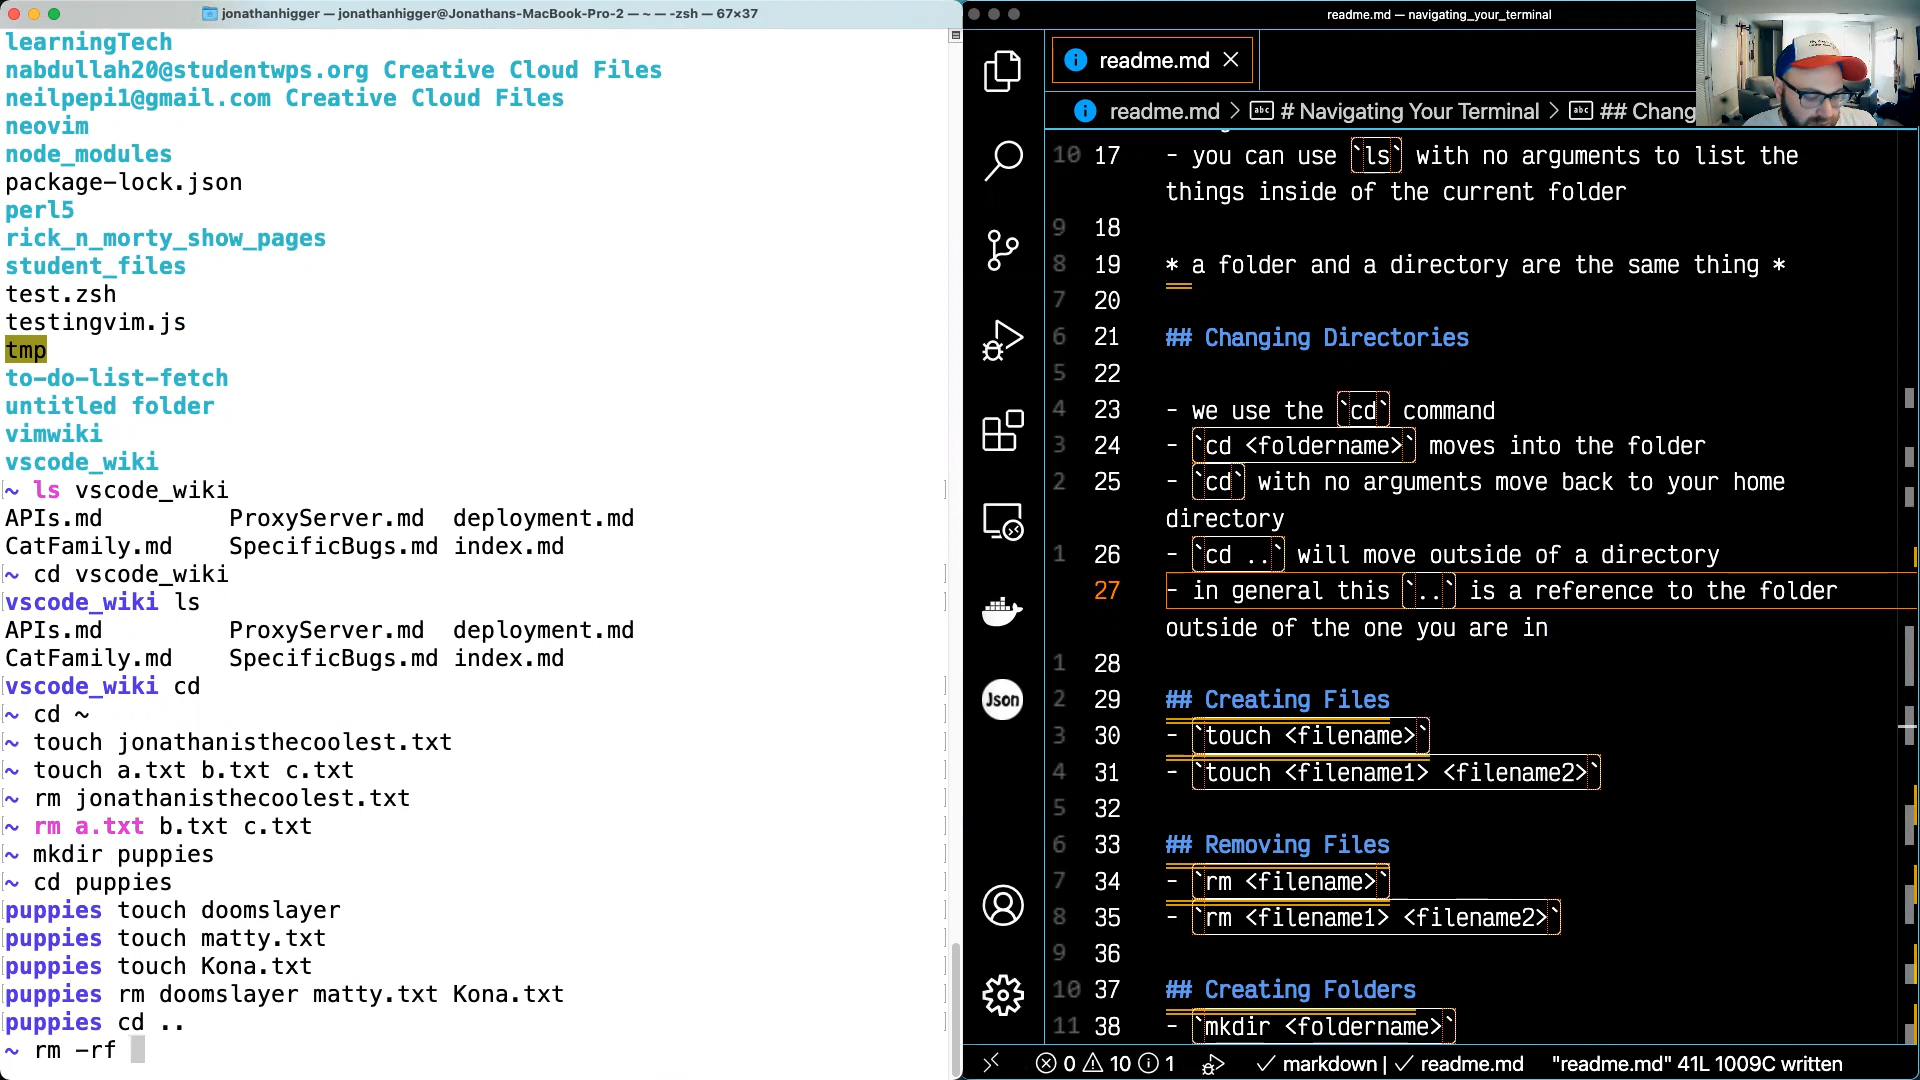 jonathanhigger — jonathanhigger@Jonathans-MacBook-Pro-2 — ~ — -zsh — 67×37
learningTech
nabdullah20@studentwps.org Creative Cloud Files
neilpepi1@gmail.com Creative Cloud Files
neovim
node_modules
package-lock.json
perl5
rick_n_morty_show_pages
student_files
test.zsh
testingvim.js
tmp
to-do-list-fetch
untitled folder
vimwiki
vscode_wiki
~ ls vscode_wiki
APIs.md ProxyServer.md deployment.md
CatFamily.md SpecificBugs.md index.md
~ cd vscode_wiki
vscode_wiki ls
APIs.md ProxyServer.md deployment.md
CatFamily.md SpecificBugs.md index.md
vscode_wiki cd
~ cd ~
~ touch jonathanisthecoolest.txt
~ touch a.txt b.txt c.txt
~ rm jonathanisthecoolest.txt
~ rm a.txt b.txt c.txt
~ mkdir puppies
~ cd puppies
puppies touch doomslayer
puppies touch matty.txt
puppies touch Kona.txt
puppies rm doomslayer matty.txt Kona.txt
puppies cd ..
~ rm -rf
readme.md — navigating_your_terminal
readme.md
readme.md > # Navigating Your Terminal > ## Chang
10 17 - you can use `ls` with no arguments to list the
things inside of the current folder
9 18
8 19 * a folder and a directory are the same thing *
7 20
6 21 ## Changing Directories
5 22
4 23 - we use the `cd` command
3 24 - `cd <foldername>` moves into the folder
2 25 - `cd` with no arguments move back to your home
directory
1 26 - `cd ..` will move outside of a directory
27 - in general this `..` is a reference to the folder
outside of the one you are in
1 28
2 29 ## Creating Files
3 30 - `touch <filename>`
4 31 - `touch <filename1> <filename2>`
5 32
6 33 ## Removing Files
7 34 - `rm <filename>`
8 35 - `rm <filename1> <filename2>`
9 36
10 37 ## Creating Folders
11 38 - `mkdir <foldername>`
Json
0 10 1 markdown | readme.md "readme.md" 41L 1009C written